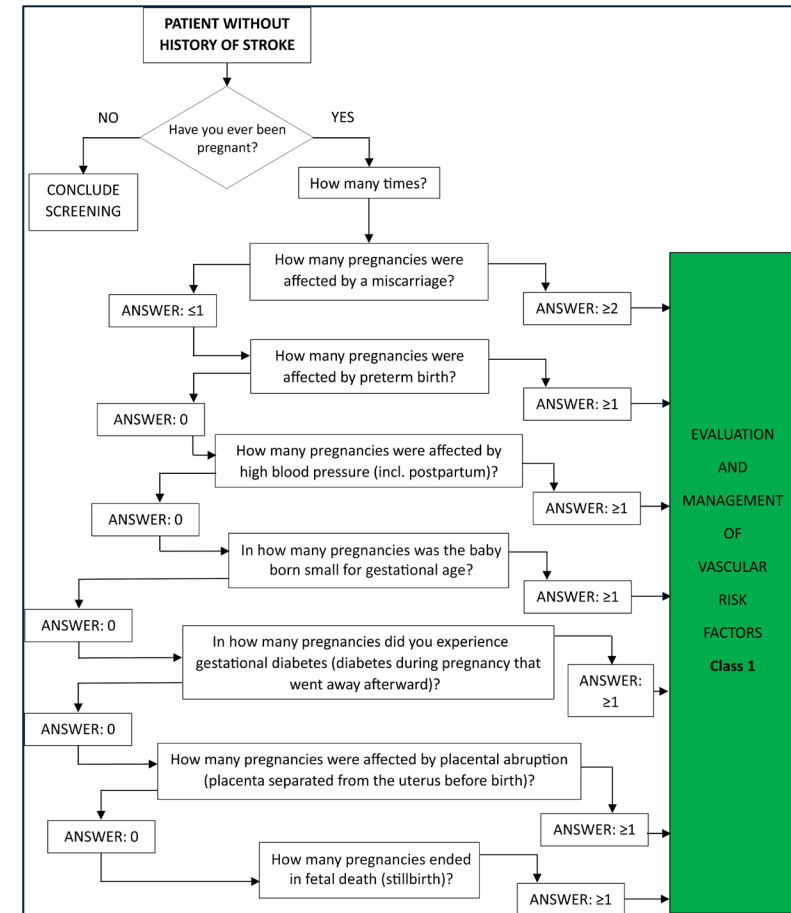 PATIENT WITHOUT
HISTORY OF STROKE
NO
YES
Have you ever been
pregnant?
CONCLUDE
SCREENING
How many times?
How many pregnancies were
affected by a miscarriage?
ANSWER: ≤1
ANSWER: ≥2
How many pregnancies were
affected by preterm birth?
ANSWER: 0
ANSWER: ≥1
How many pregnancies were affected by
high blood pressure (incl. postpartum)?
ANSWER: 0
ANSWER: ≥1
In how many pregnancies was the baby
born small for gestational age?
ANSWER: 0
ANSWER: ≥1
In how many pregnancies did you experience
gestational diabetes (diabetes during pregnancy that
went away afterward)?
ANSWER: 0
ANSWER:
≥1
How many pregnancies were affected by placental abruption
(placenta separated from the uterus before birth)?
ANSWER: 0
ANSWER: ≥1
How many pregnancies ended
in fetal death (stillbirth)?
ANSWER: ≥1
EVALUATION
AND
MANAGEMENT
OF
VASCULAR
RISK
FACTORS
Class 1